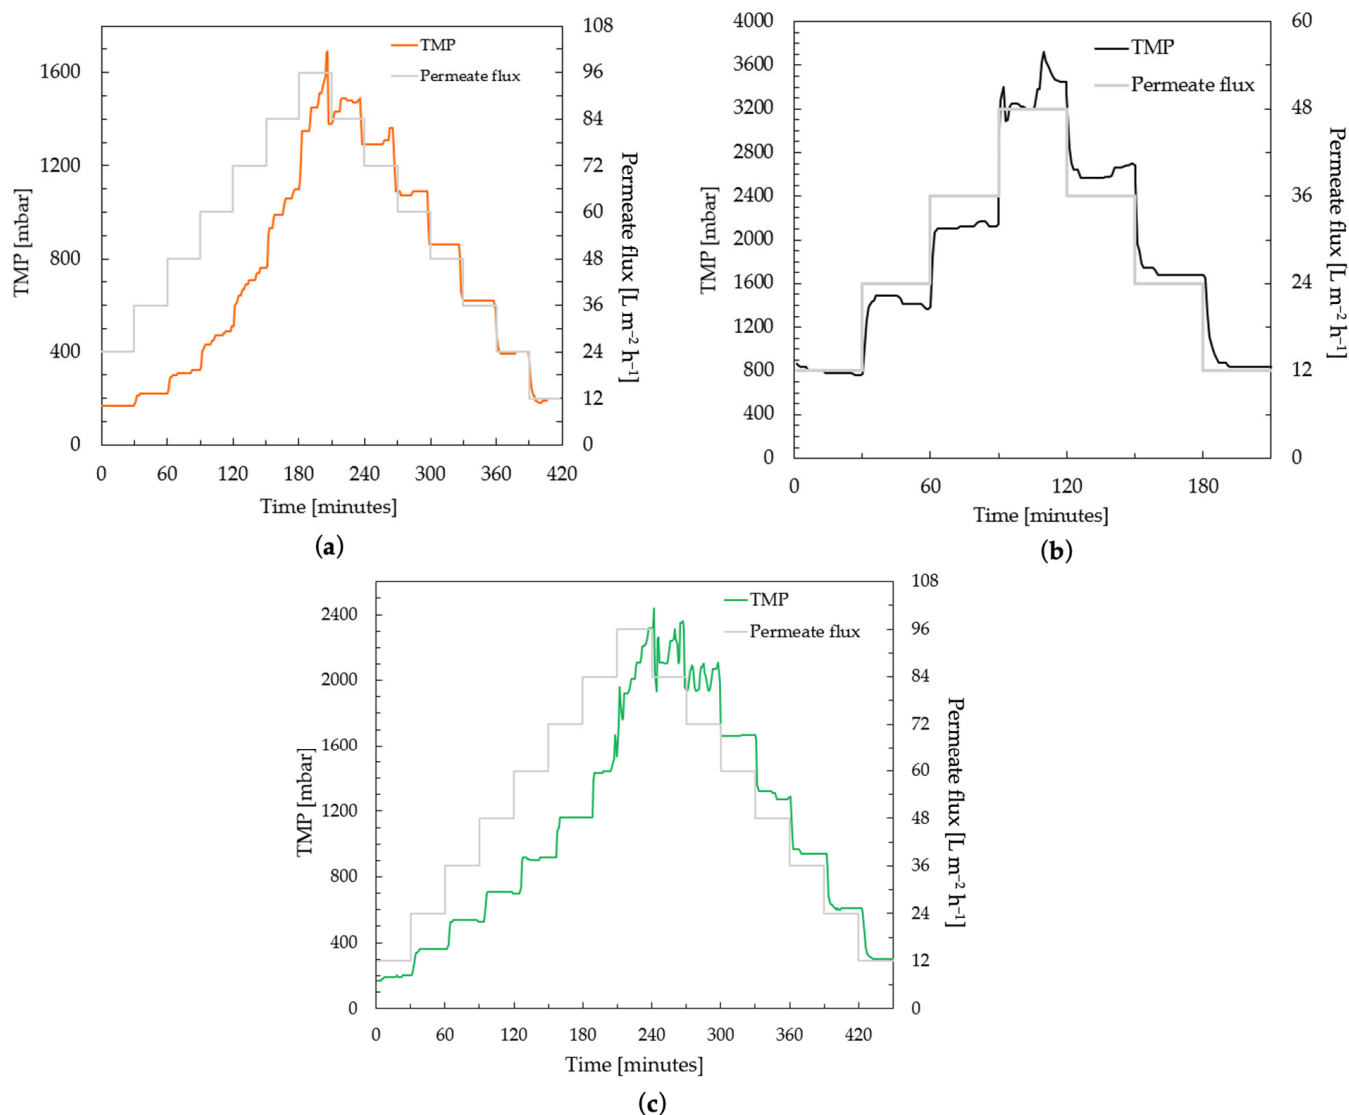 TMP
Permeate flux
TMP [mbar]
1600
1200
800
400
0
108
96
84
72
60
48
36
24
12
0
Permeate flux [L m⁻² h⁻¹]
0 60 120 180 240 300 360 420
Time [minutes]
(a)
TMP
Permeate flux
TMP [mbar]
4000
3600
3200
2800
2400
2000
1600
1200
800
400
0
60
48
36
24
12
0
Permeate flux [L m⁻² h⁻¹]
0 60 120 180
Time [minutes]
(b)
TMP
Permeate flux
TMP [mbar]
2400
2000
1600
1200
800
400
0
108
96
84
72
60
48
36
24
12
0
Permeate flux [L m⁻² h⁻¹]
0 60 120 180 240 300 360 420
Time [minutes]
(c)